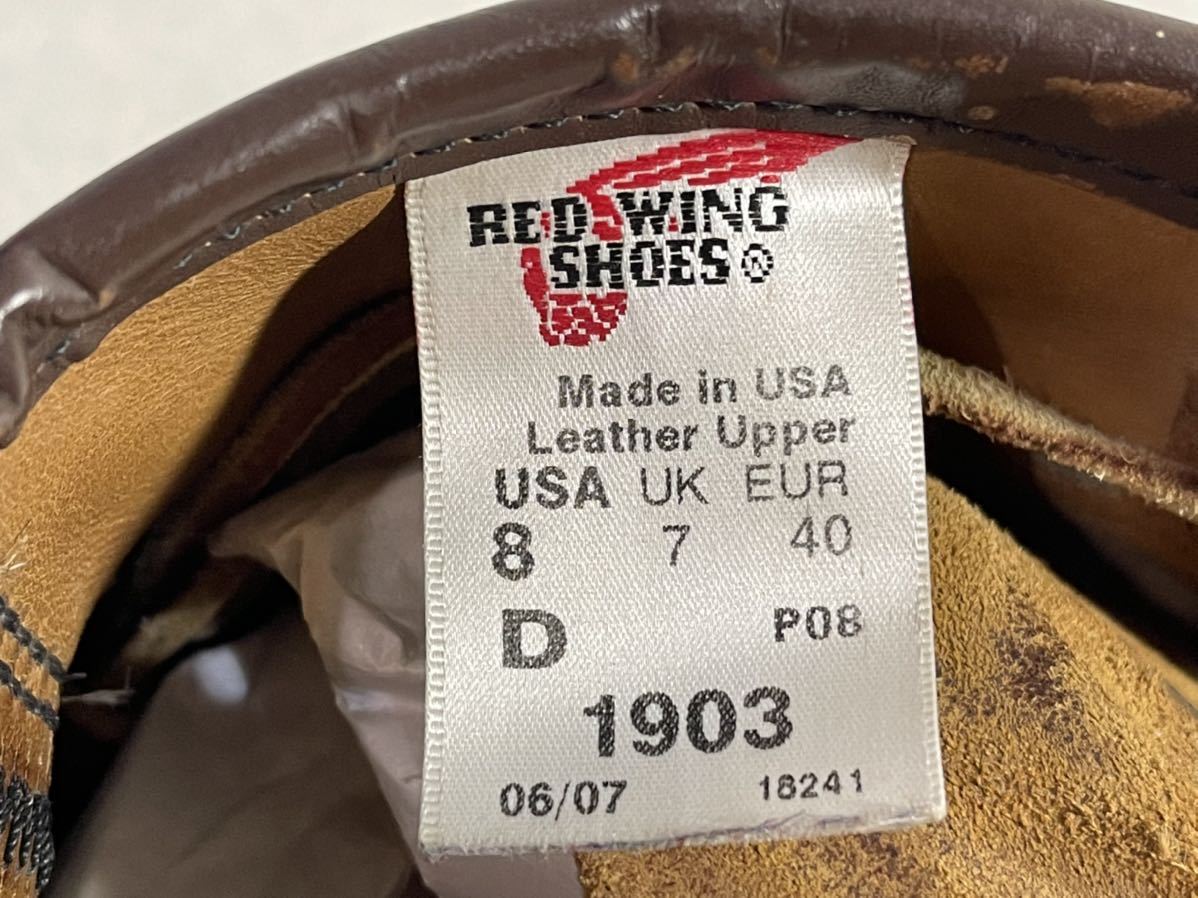 RED WING
SHOES®
Made in USA
Leather Upper
USA UK EUR
8 7 40
D P08
1903
06/07 18241